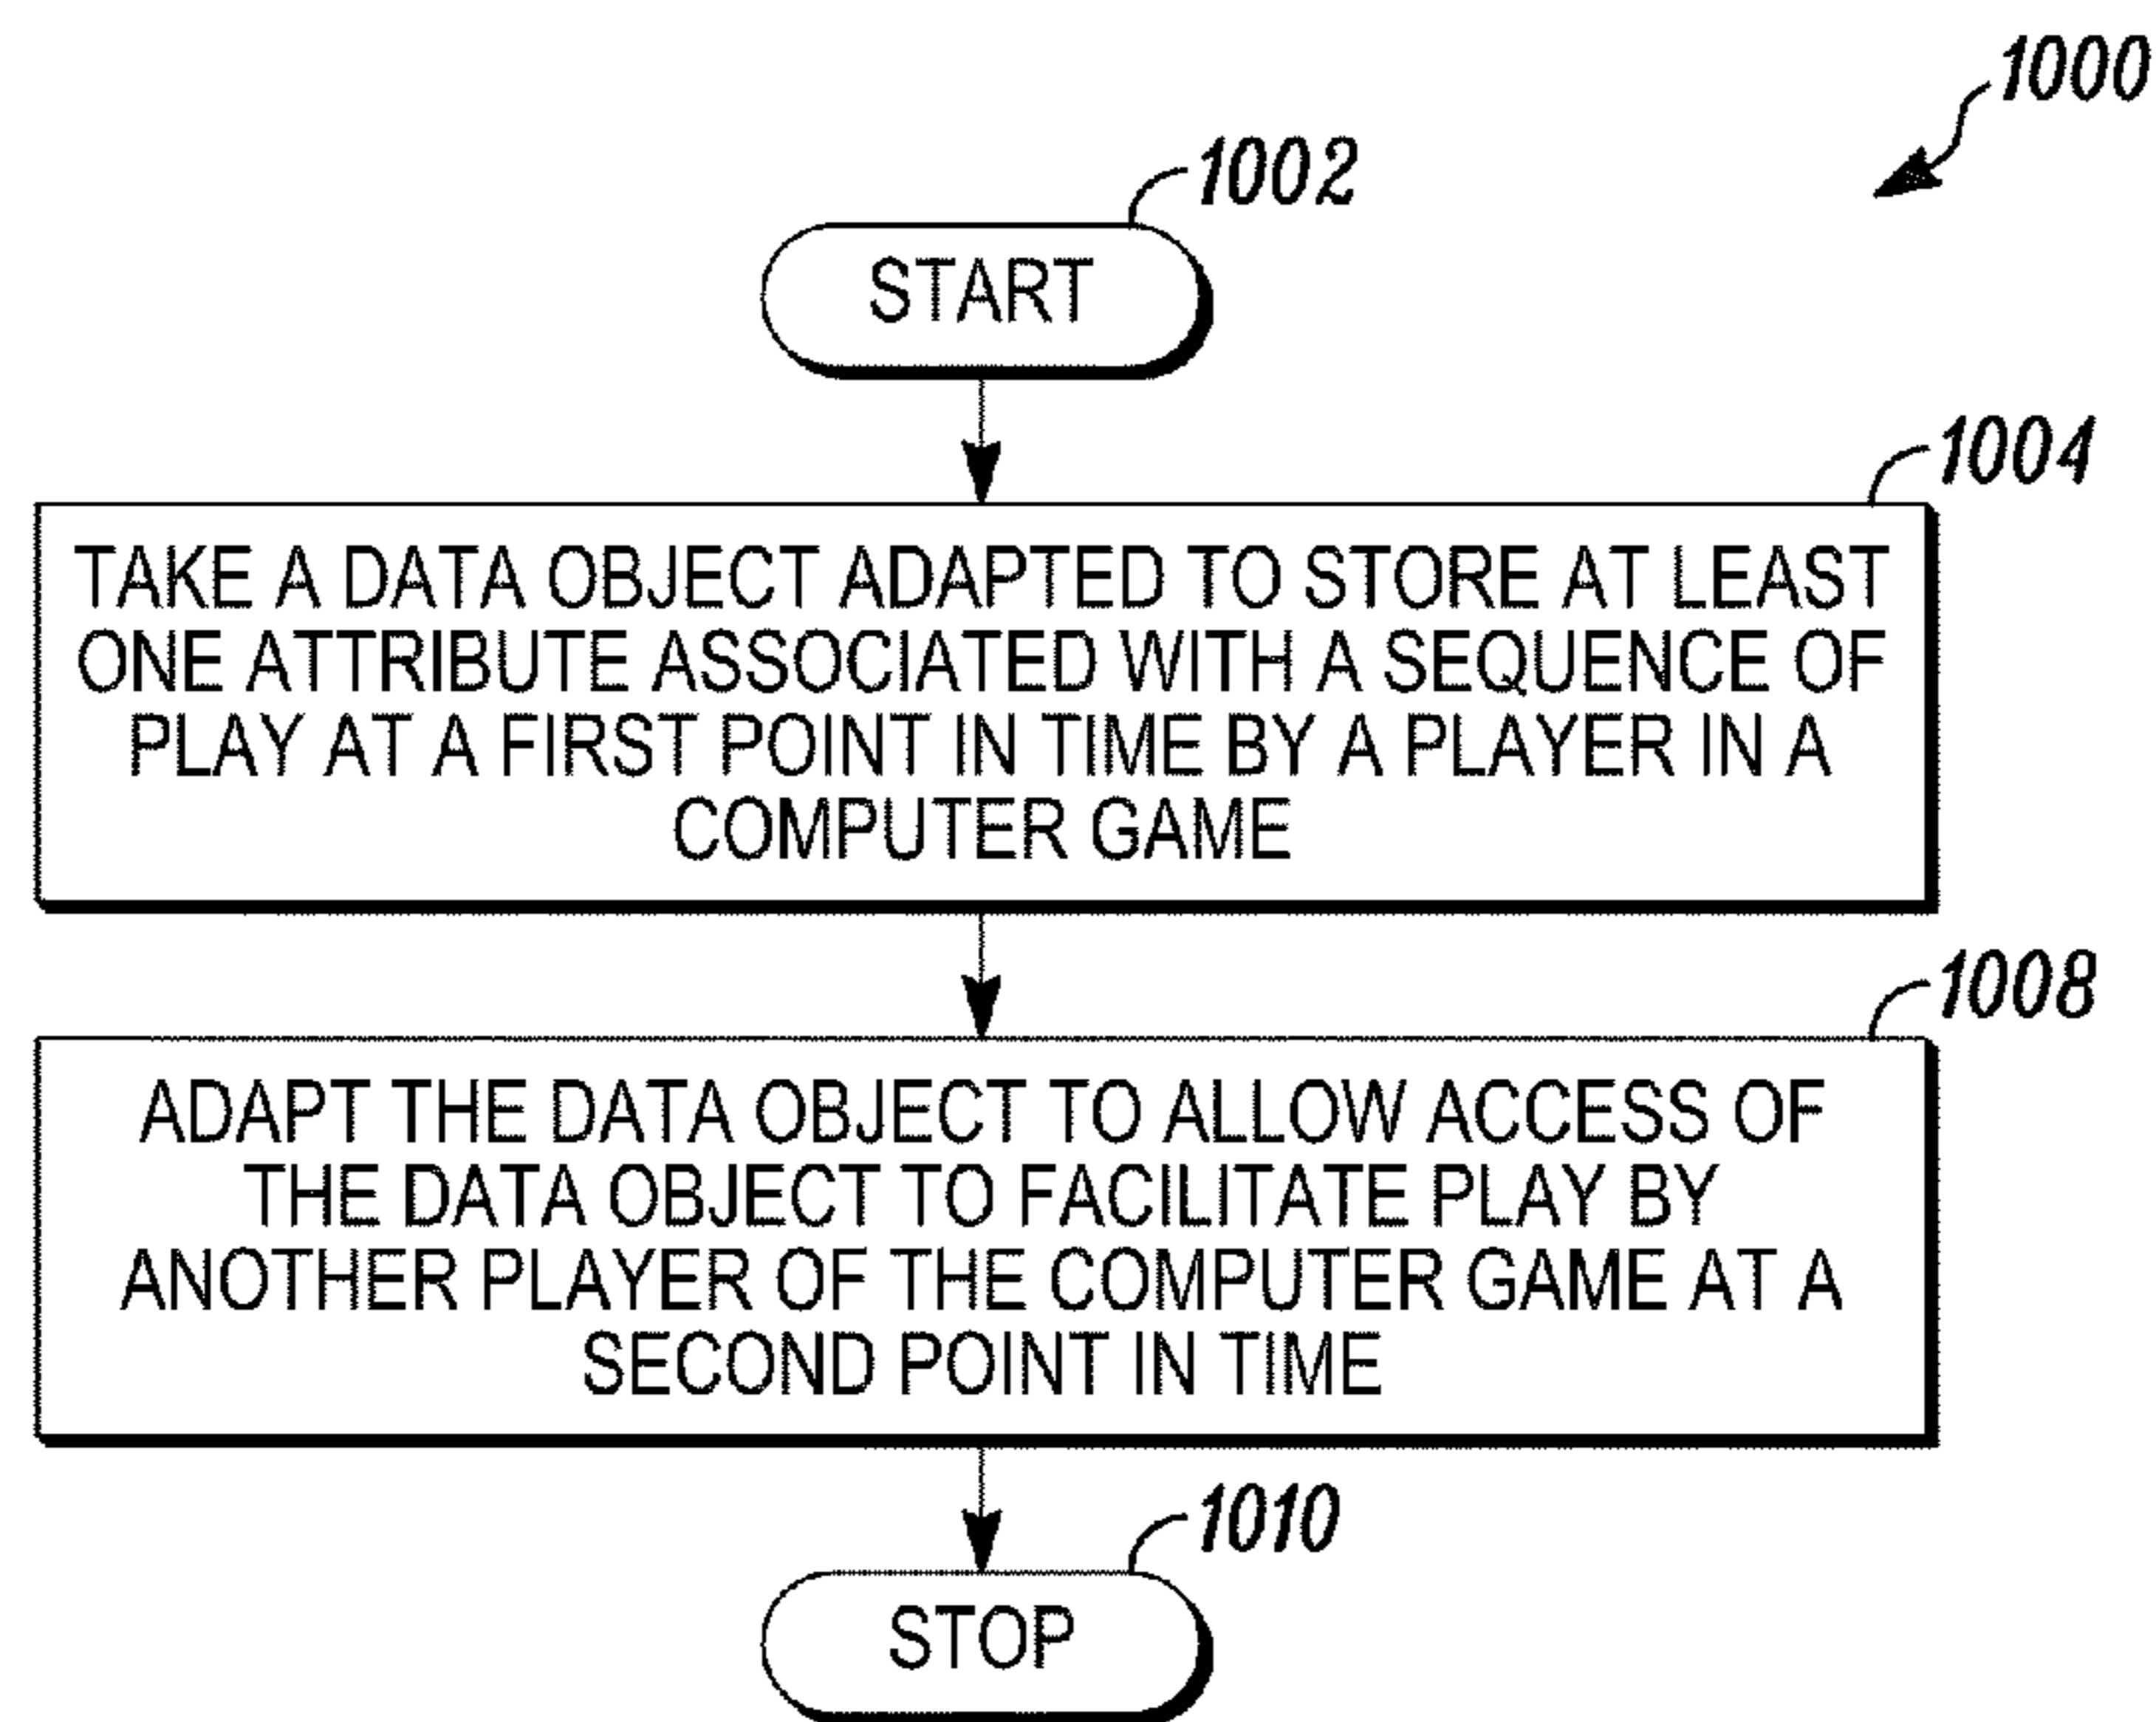 1000
1002
START
1004
TAKE A DATA OBJECT ADAPTED TO STORE AT LEAST
ONE ATTRIBUTE ASSOCIATED WITH A SEQUENCE OF
PLAY AT A FIRST POINT IN TIME BY A PLAYER IN A
COMPUTER GAME
1008
ADAPT THE DATA OBJECT TO ALLOW ACCESS OF
THE DATA OBJECT TO FACILITATE PLAY BY
ANOTHER PLAYER OF THE COMPUTER GAME AT A
SECOND POINT IN TIME
1010
STOP